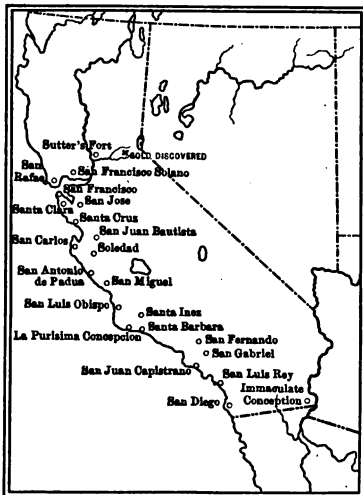 Sutter's Fort
GOLD DISCOVERED
San
Rafael
San Francisco Solano
San Francisco
San Jose
Santa Clara
Santa Cruz
San Juan Bautista
San Carlos
Soledad
San Antonio
de Padua
San Miguel
San Luis Obispo
Santa Inez
Santa Barbara
La Purisima Concepcion
San Fernando
San Gabriel
San Juan Capistrano
San Luis Rey
Immaculate
Conception
San Diego